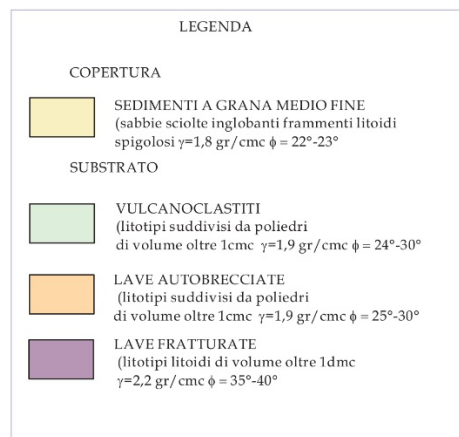 LEGENDA
COPERTURA
SEDIMENTI A GRANA MEDIO FINE
(sabbie sciolte inglobanti frammenti litoidi
spigolosi γ=1,8 gr/cmc ϕ = 22°-23°
SUBSTRATO
VULCANOCLASTITI
(litotipi suddivisi da poliedri
di volume oltre 1cmc γ=1,9 gr/cmc ϕ = 24°-30°
LAVE AUTOBRECCIATE
(litotipi suddivisi da poliedri
di volume oltre 1cmc γ=1,9 gr/cmc ϕ = 25°-30°
LAVE FRATTURATE
(litotipi litoidi di volume oltre 1dmc
γ=2,2 gr/cmc ϕ = 35°-40°